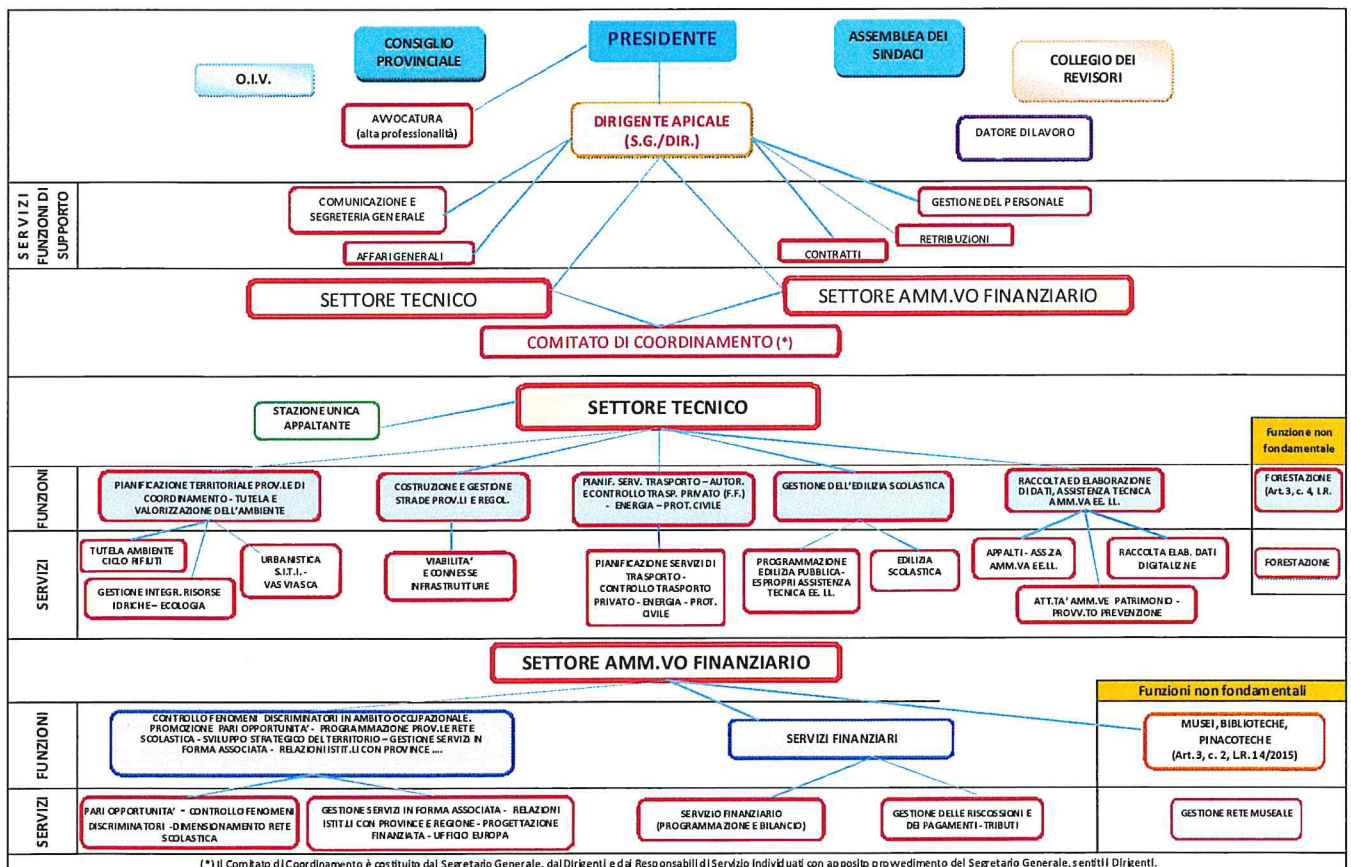 CONSIGLIO
PROVINCIALE
PRESIDENTE
ASSEMBLEA DEI
SINDACI
O.I.V.
COLLEGIO DEI
REVISORI
AVVOCATURA
(alta professionalità)
DIRIGENTE APICALE
(S.G./DIR.)
DATORE DI LAVORO
SERVIZI
FUNZIONI DI
SUPPORTO
COMUNICAZIONE E
SEGRETERIA GENERALE
GESTIONE DEL PERSONALE
AFFARI GENERALI
CONTRATTI
RETRIBUZIONI
SETTORE TECNICO
SETTORE AMM.VO FINANZIARIO
COMITATO DI COORDINAMENTO (*)
SETTORE TECNICO
STAZIONE UNICA
APPALTANTE
Funzione non
fondamentale
FUNZIONI
PIANIFICAZIONE TERRITORIALE PROV.LE DI
COORDINAMENTO - TUTELA E
VALORIZZAZIONE DELL'AMBIENTE
COSTRUZIONE E GESTIONE
STRADE PROV.LI E REGOL.
PIANIF. SERV. TRASPORTO – AUTOR.
E CONTROLLO TRASP. PRIVATO (F.F.)
- ENERGIA – PROT. CIVILE
GESTIONE DELL'EDILIZIA SCOLASTICA
RACCOLTA ED ELABORAZIONE
DI DATI, ASSISTENZA TECNICA
AMM.VA EE. LL.
FORESTAZIONE
(Art. 3, c. 4, L.R.
SERVIZI
TUTELA AMBIENTE
CICLO RIFIUTI
GESTIONE INTEGR. RISORSE
IDRICHE – ECOLOGIA
URBANISTICA
S.I.T.I. -
VAS VIASCA
VIABILITA'
E CONNESSE
INFRASTRUTTURE
PIANIFICAZIONE SERVIZI DI
TRASPORTO -
CONTROLLO TRASPORTO
PRIVATO - ENERGIA - PROT.
CIVILE
PROGRAMMAZIONE
EDILIZIA PUBBLICA -
ESPROPRI ASSISTENZA
TECNICA EE. LL.
EDILIZIA
SCOLASTICA
APPALTI - ASS.ZA
AMM.VA EE.LL.
RACCOLTA ELAB. DATI
DIGITALIZ.NE
ATT.TA' AMM.VE PATRIMONIO -
PROVV.TO PREVENZIONE
FORESTAZIONE
SETTORE AMM.VO FINANZIARIO
Funzioni non fondamentali
FUNZIONI
CONTROLLO FENOMENI DISCRIMINATORI IN AMBITO OCCUPAZIONALE.
PROMOZIONE PARI OPPORTUNITA' - PROGRAMMAZIONE PROV.LE RETE
SCOLASTICA - SVILUPPO STRATEGICO DEL TERRITORIO – GESTIONE SERVIZI IN
FORMA ASSOCIATA - RELAZIONI ISTIT.LI CON PROVINCE ....
SERVIZI FINANZIARI
MUSEI, BIBLIOTECHE,
PINACOTECHE
(Art. 3, c. 2, L.R. 14/2015)
SERVIZI
PARI OPPORTUNITA' – CONTROLLO FENOMENI
DISCRIMINATORI - DIMENSIONAMENTO RETE
SCOLASTICA
GESTIONE SERVIZI IN FORMA ASSOCIATA - RELAZIONI
ISTIT.LI CON PROVINCE E REGIONE - PROGETTAZIONE
FINANZIATA - UFFICIO EUROPA
SERVIZIO FINANZIARIO
(PROGRAMMAZIONE E BILANCIO)
GESTIONE DELLE RISCOSSIONI E
DEI PAGAMENTI - TRIBUTI
GESTIONE RETE MUSEALE
(*) Il Comitato di Coordinamento è costituito dal Segretario Generale, dai Dirigenti e dai Responsabili di Servizio individuati con apposito provvedimento del Segretario Generale, sentiti i Dirigenti.